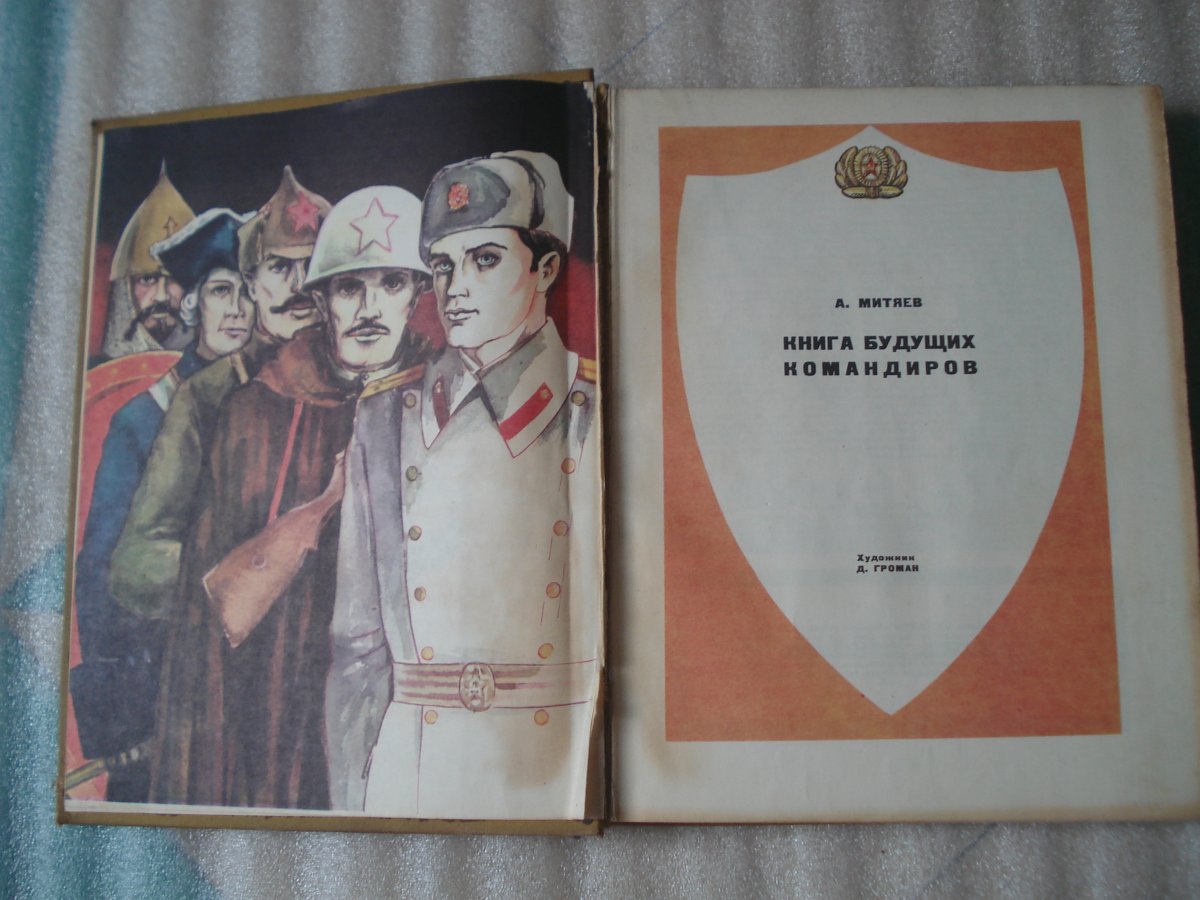 А. МИТЯЕВ
КНИГА БУДУЩИХ
КОМАНДИРОВ
Художник
Д. ГРОМАН